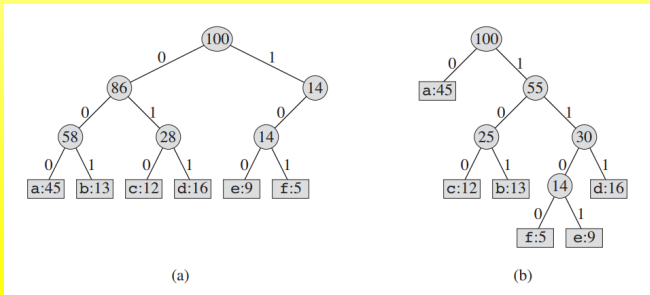 100 100
0 1 0 1
86 14 a:45 55
0 1 0 0 1
58 28 14 25 30
0 1 0 1 0 1 0 1 0 1
a:45 b:13 c:12 d:16 e:9 f:5 c:12 b:13 14 d:16
0 1
f:5 e:9
(a) (b)